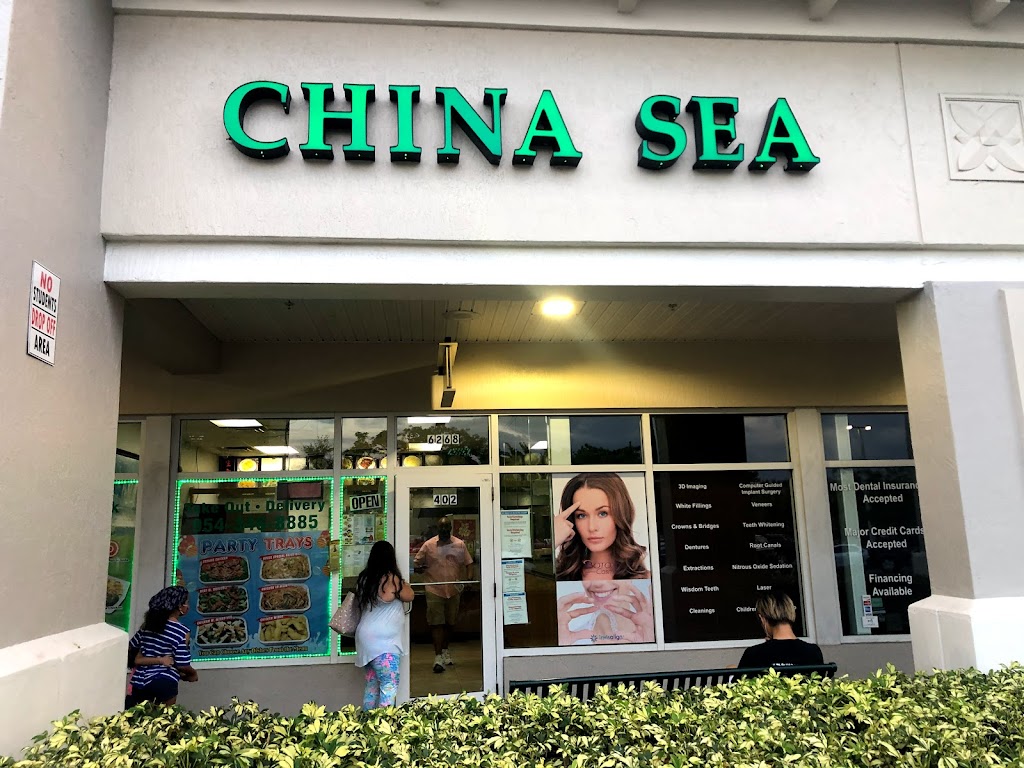 CHINA SEA
NO
STUDENTS
DROP OFF
AREA
6268
402
OPEN
Take Out · Delivery
8885
PARTY TRAYS
3D Imaging
White Fillings
Crowns & Bridges
Dentures
Extractions
Wisdom Teeth
Cleanings
Computer Guided
Implant Surgery
Veneers
Teeth Whitening
Root Canals
Nitrous Oxide Sedation
Laser
Most Dental Insurance
Accepted
Major Credit Cards
Accepted
Financing
Available